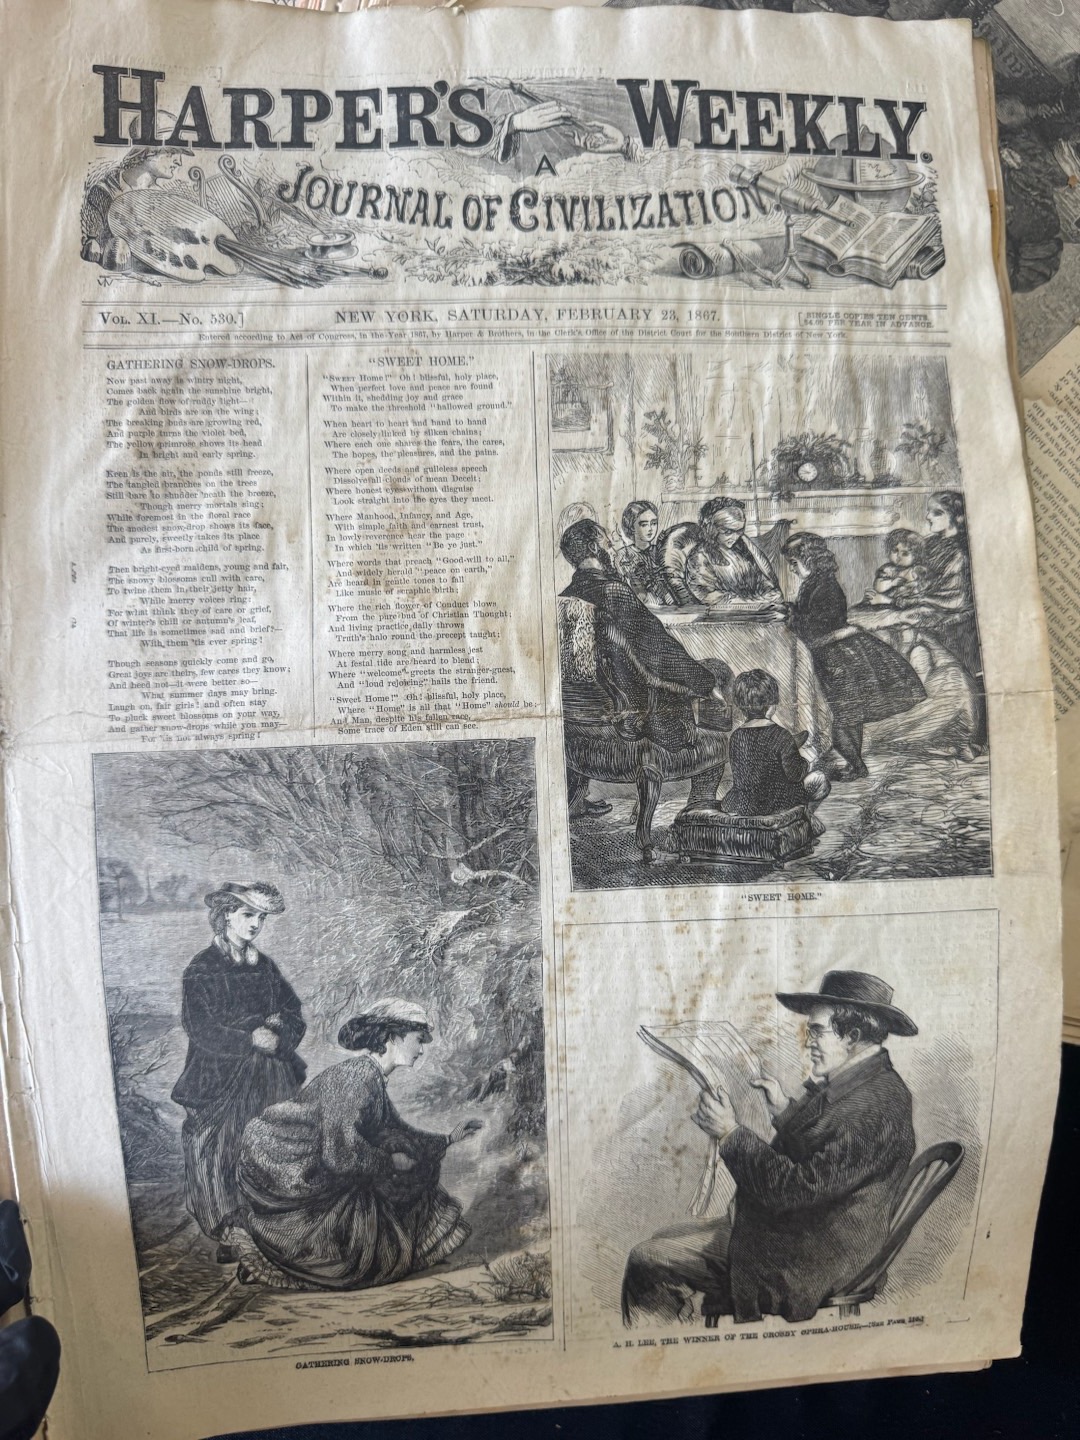 HARPER'S WEEKLY.
A
JOURNAL OF CIVILIZATION
VOL. XI.—No. 530.]
NEW YORK, SATURDAY, FEBRUARY 23, 1867.
[SINGLE COPIES TEN CENTS.
$4.00 PER YEAR IN ADVANCE.
Entered according to Act of Congress, in the Year 1867, by Harper & Brothers, in the Clerk's Office of the District Court for the Southern District of New York.
GATHERING SNOW-DROPS.
Now past away is wintry night,
Comes back again the sunshine bright,
The golden flow of ruddy light—
And birds are on the wing;
The breaking buds are growing red,
And purple turns the violet bed,
The yellow primrose shows its head
In bright and early spring.
Keen is the air, the ponds still freeze,
The tangled branches on the trees
Still bare to shudder 'neath the breeze,
Though merry mortals sing;
While foremost in the floral race
The modest snow-drop shows its face,
And purely, sweetly takes its place
As first-born child of spring.
Then bright-eyed maidens, young and fair,
The snowy blossoms cull with care,
To twine them in their jetty hair,
While merry voices ring;
For what think they of care or grief,
Of winter's chill or autumn's leaf,
That life is sometimes sad and brief?—
With them 'tis ever spring!
Though seasons quickly come and go,
Great joys are theirs, few cares they know;
And heed not—it were better so—
What summer days may bring.
Laugh on, fair girls! and often stay
To pluck sweet blossoms on your way,
And gather snow-drops while you may—
For 'tis not always spring!
"SWEET HOME."
"Sweet Home!" Oh! blissful, holy place,
When perfect love and peace are found
Within it, shedding joy and grace
To make the threshold "hallowed ground."
When heart to heart and hand to hand
Are closely linked by silken chains;
Where each one shares the fears, the cares,
The hopes, the pleasures, and the pains.
Where open deeds and guileless speech
Dissolve all clouds of mean Deceit;
Where honest eyes without disguise
Look straight into the eyes they meet.
Where Manhood, Infancy, and Age,
With simple faith and earnest trust,
In lowly reverence hear the page
In which 'tis written "Be ye just."
Where words that preach "Good-will to all,"
And widely herald "peace on earth,"
Are heard in gentle tones to fall
Like music of seraphic birth;
Where the rich flower of Conduct blows
From the pure bud of Christian Thought;
And living practice daily throws
Truth's halo round the precept taught;
Where merry song and harmless jest
At festal tide are heard to blend;
Where "welcome" greets the stranger-guest,
And "loud rejoicing" hails the friend.
"Sweet Home!" Oh! blissful, holy place,
Where "Home" is all that "Home" should be;
And Man, despite his fallen race,
Some trace of Eden still can see.
"SWEET HOME."
GATHERING SNOW-DROPS.
A. H. LEE, THE WINNER OF THE CROSBY OPERA-HOUSE.—[SEE PAGE